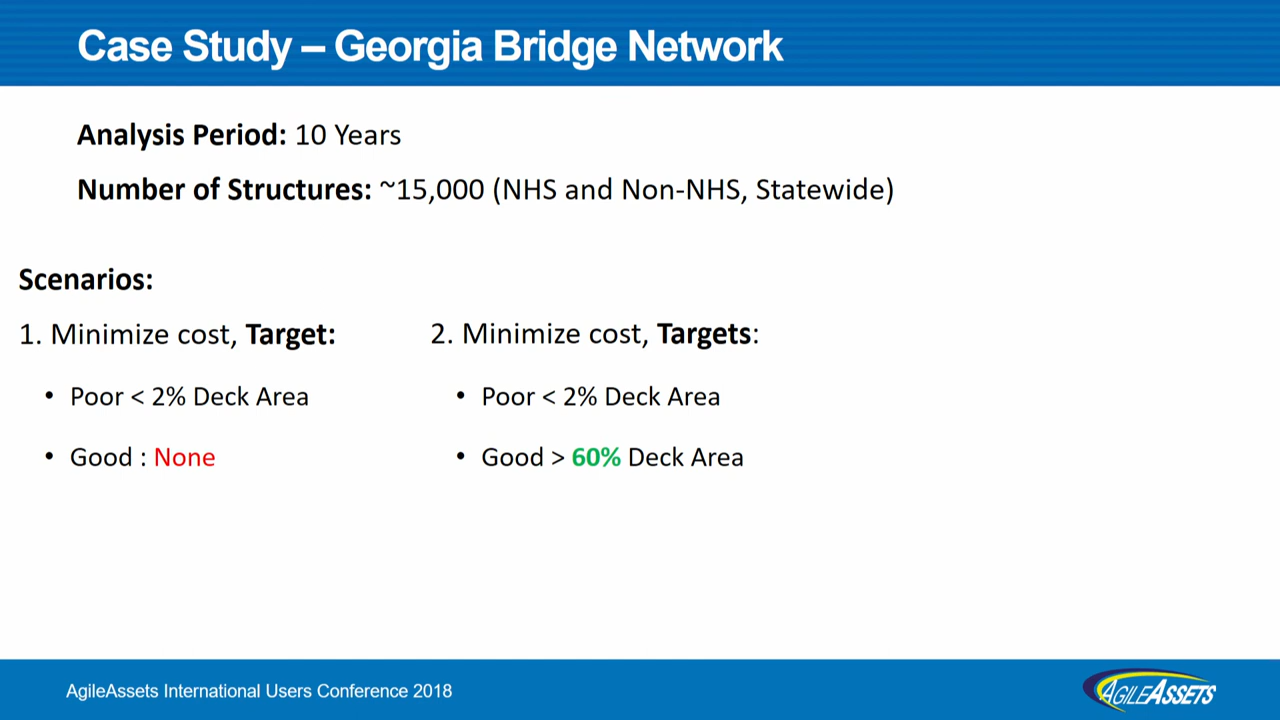 Case Study – Georgia Bridge Network
Analysis Period: 10 Years
Number of Structures: ~15,000 (NHS and Non-NHS, Statewide)
Scenarios:
1. Minimize cost, Target:
• Poor < 2% Deck Area
• Good : None
2. Minimize cost, Targets:
• Poor < 2% Deck Area
• Good > 60% Deck Area
AgileAssets International Users Conference 2018
AGILEASSETS